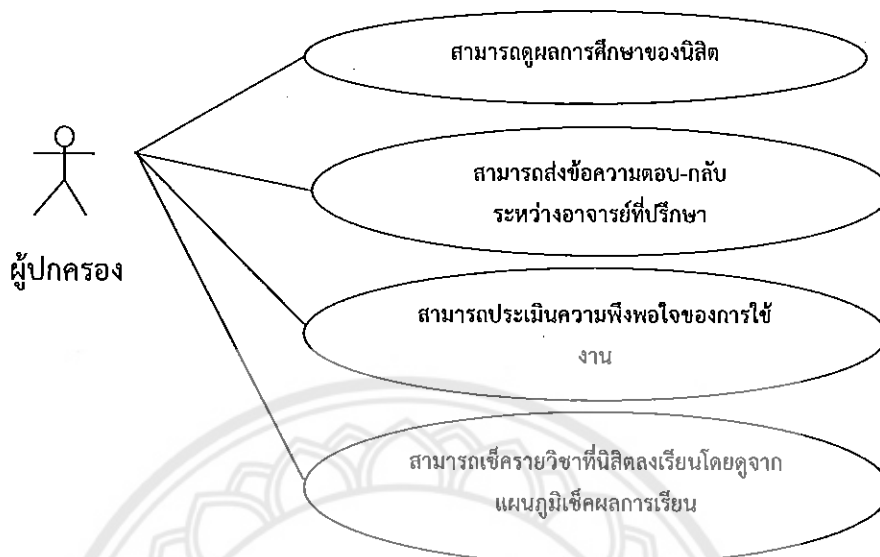 สามารถดูผลการศึกษาของนิสิต
สามารถส่งข้อความตอบ-กลับ
ระหว่างอาจารย์ที่ปรึกษา
ผู้ปกครอง
สามารถประเมินความพึงพอใจของการใช้
งาน
สามารถเช็ครายวิชาที่นิสิตลงเรียนโดยดูจาก
แผนภูมิเช็คผลการเรียน